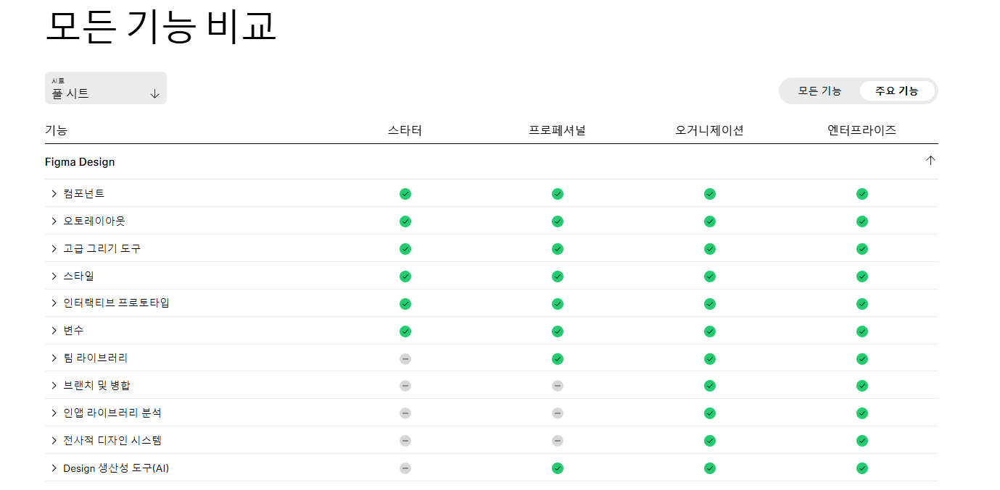 모든 기능 비교
시트
풀 시트
모든 기능 주요 기능
기능 스타터 프로페셔널 오거니제이션 엔터프라이즈
Figma Design
컴포넌트
오토레이아웃
고급 그리기 도구
스타일
인터랙티브 프로토타입
변수
팀 라이브러리
브랜치 및 병합
인앱 라이브러리 분석
전사적 디자인 시스템
Design 생산성 도구(AI)